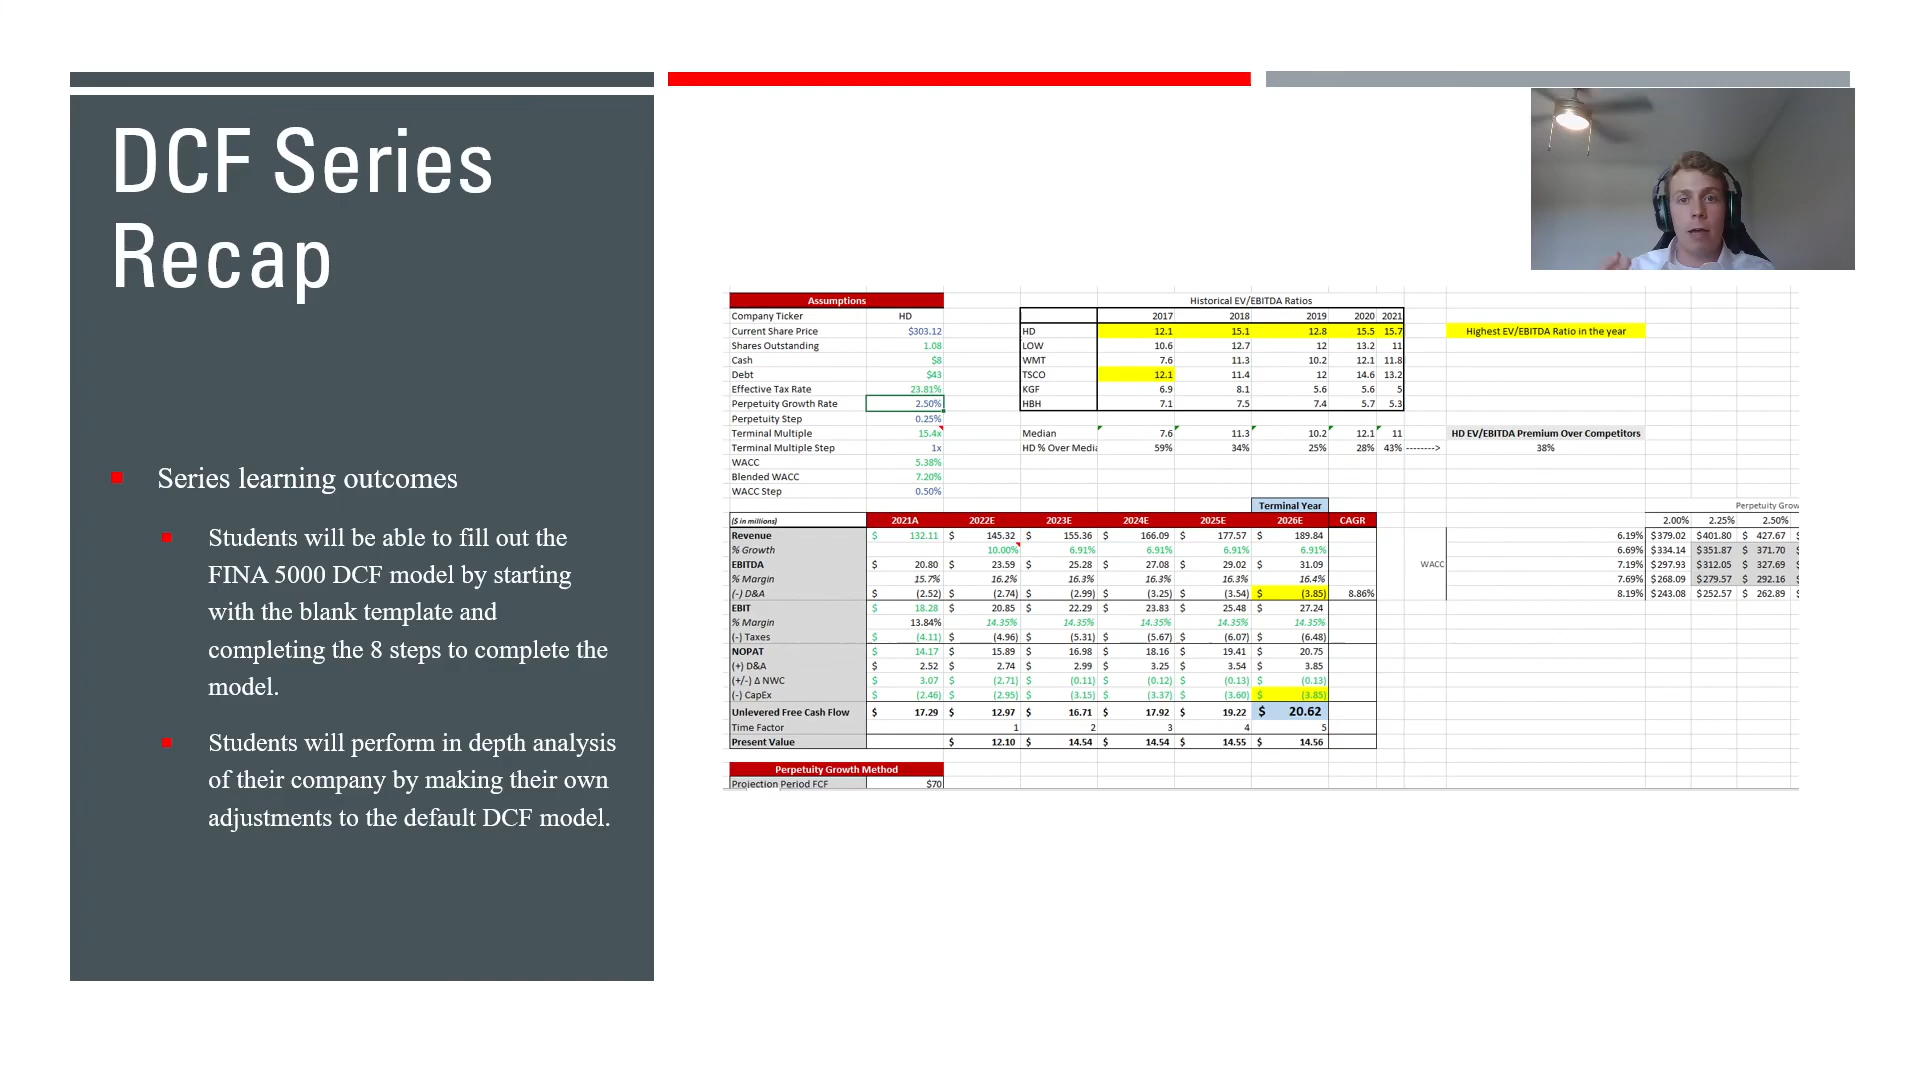 DCF Series
Recap
Series learning outcomes
Students will be able to fill out the
FINA 5000 DCF model by starting
with the blank template and
completing the 8 steps to complete the
model.
Students will perform in depth analysis
of their company by making their own
adjustments to the default DCF model.
Assumptions
Company Ticker HD
Current Share Price $303.12
Shares Outstanding 1.08
Cash $8
Debt $43
Effective Tax Rate 23.81%
Perpetuity Growth Rate 2.50%
Perpetuity Step 0.25%
Terminal Multiple 15.4x
Terminal Multiple Step 1x
WACC 5.38%
Blended WACC 7.20%
WACC Step 0.50%
Historical EV/EBITDA Ratios
2017 2018 2019 2020 2021
HD 12.1 15.1 12.8 15.5 15.7
LOW 10.6 12.7 12 13.2 11
WMT 7.6 11.3 10.2 12.1 11.8
TSCO 12.1 11.4 12 14.6 13.2
KGF 6.9 8.1 5.6 5.6 5
HBH 7.1 7.5 7.4 5.7 5.3
Median 7.6 11.3 10.2 12.1 11
HD % Over Media 59% 34% 25% 28% 43% -------->
Highest EV/EBITDA Ratio in the year
HD EV/EBITDA Premium Over Competitors
38%
Terminal Year
($ in millions) 2021A 2022E 2023E 2024E 2025E 2026E CAGR
Revenue $ 132.11 $ 145.32 $ 155.36 $ 166.09 $ 177.57 $ 189.84
% Growth 10.00% 6.91% 6.91% 6.91% 6.91%
EBITDA $ 20.80 $ 23.59 $ 25.28 $ 27.08 $ 29.02 $ 31.09
% Margin 15.7% 16.2% 16.3% 16.3% 16.3% 16.4%
(-) D&A $ (2.52) $ (2.74) $ (2.99) $ (3.25) $ (3.54) $ (3.85) 8.86%
EBIT $ 18.28 $ 20.85 $ 22.29 $ 23.83 $ 25.48 $ 27.24
% Margin 13.84% 14.35% 14.35% 14.35% 14.35% 14.35%
(-) Taxes $ (4.11) $ (4.96) $ (5.31) $ (5.67) $ (6.07) $ (6.48)
NOPAT $ 14.17 $ 15.89 $ 16.98 $ 18.16 $ 19.41 $ 20.75
(+) D&A $ 2.52 $ 2.74 $ 2.99 $ 3.25 $ 3.54 $ 3.85
(+/-) Δ NWC $ 3.07 $ (2.71) $ (0.11) $ (0.12) $ (0.13) $ (0.13)
(-) CapEx $ (2.46) $ (2.95) $ (3.15) $ (3.37) $ (3.60) $ (3.85)
Unlevered Free Cash Flow $ 17.29 $ 12.97 $ 16.71 $ 17.92 $ 19.22 $ 20.62
Time Factor 1 2 3 4 5
Present Value $ 12.10 $ 14.54 $ 14.54 $ 14.55 $ 14.56
Perpetuity Growth Method
Projection Period FCF $70
Perpetuity Grow
2.00% 2.25% 2.50%
6.19% $379.02 $401.80 $ 427.67
6.69% $334.14 $351.87 $ 371.70
WACC 7.19% $297.93 $312.05 $ 327.69
7.69% $268.09 $279.57 $ 292.16
8.19% $243.08 $252.57 $ 262.89